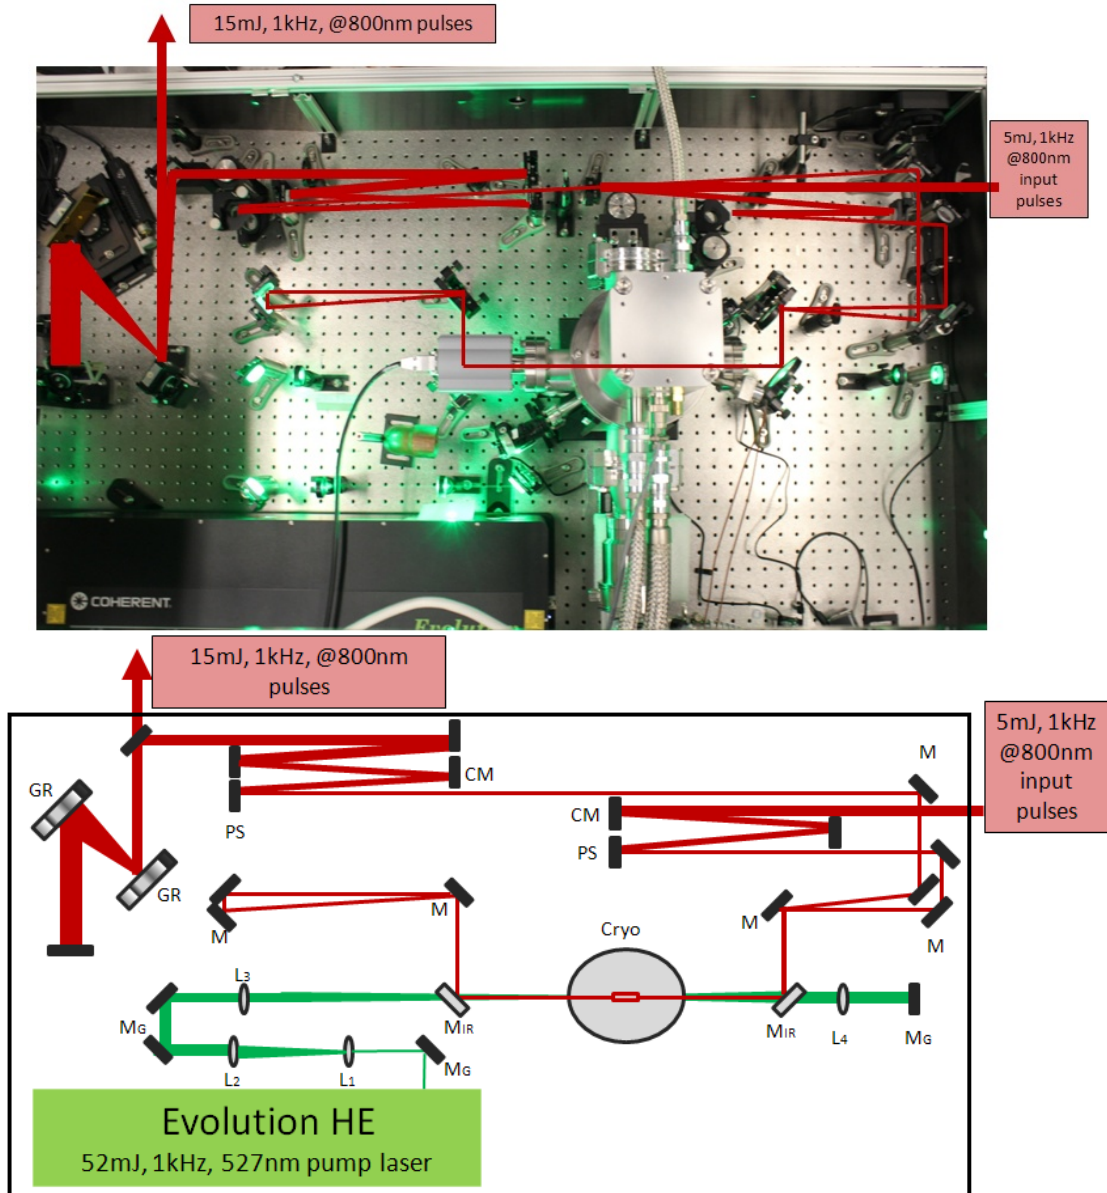 15mJ, 1kHz, @800nm pulses
5mJ, 1kHz
@800nm
input
pulses
COHERENT
Evolution
15mJ, 1kHz, @800nm
pulses
5mJ, 1kHz
@800nm
input
pulses
M
GR
CM
CM
PS
PS
GR
M
M
M
M
Cryo
L3
MG
MIR
MIR
L4
MG
L2
L1
MG
Evolution HE
52mJ, 1kHz, 527nm pump laser